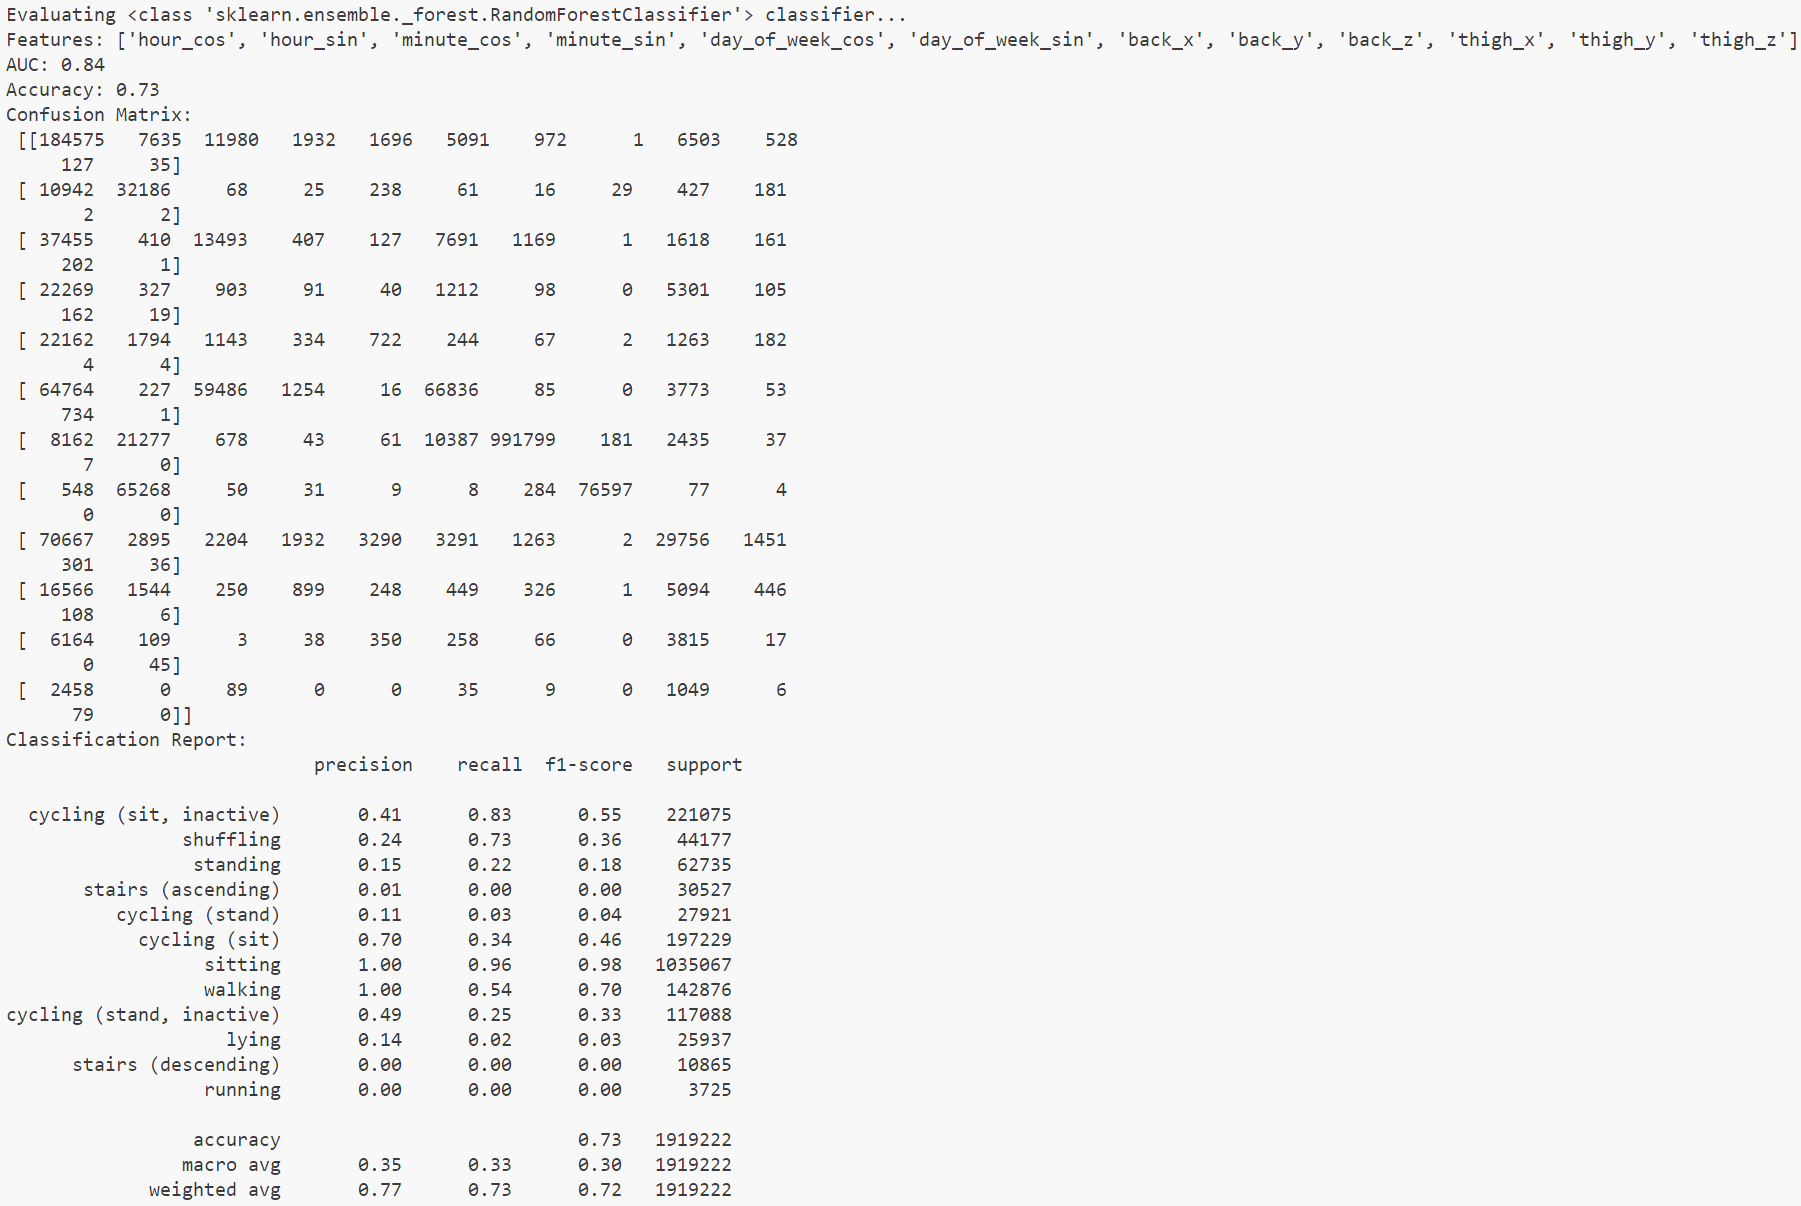 Evaluating <class 'sklearn.ensemble._forest.RandomForestClassifier'> classifier...
Features: ['hour_cos', 'hour_sin', 'minute_cos', 'minute_sin', 'day_of_week_cos', 'day_of_week_sin', 'back_x', 'back_y', 'back_z', 'thigh_x', 'thigh_y', 'thigh_z']
AUC: 0.84
Accuracy: 0.73
Confusion Matrix:
[[184575 7635 11980 1932 1696 5091 972 1 6503 528
127 35]
[ 10942 32186 68 25 238 61 16 29 427 181
2 2]
[ 37455 410 13493 407 127 7691 1169 1 1618 161
202 1]
[ 22269 327 903 91 40 1212 98 0 5301 105
162 19]
[ 22162 1794 1143 334 722 244 67 2 1263 182
4 4]
[ 64764 227 59486 1254 16 66836 85 0 3773 53
734 1]
[ 8162 21277 678 43 61 10387 991799 181 2435 37
7 0]
[ 548 65268 50 31 9 8 284 76597 77 4
0 0]
[ 70667 2895 2204 1932 3290 3291 1263 2 29756 1451
301 36]
[ 16566 1544 250 899 248 449 326 1 5094 446
108 6]
[ 6164 109 3 38 350 258 66 0 3815 17
0 45]
[ 2458 0 89 0 0 35 9 0 1049 6
79 0]]
Classification Report:
precision recall f1-score support
cycling (sit, inactive) 0.41 0.83 0.55 221075
shuffling 0.24 0.73 0.36 44177
standing 0.15 0.22 0.18 62735
stairs (ascending) 0.01 0.00 0.00 30527
cycling (stand) 0.11 0.03 0.04 27921
cycling (sit) 0.70 0.34 0.46 197229
sitting 1.00 0.96 0.98 1035067
walking 1.00 0.54 0.70 142876
cycling (stand, inactive) 0.49 0.25 0.33 117088
lying 0.14 0.02 0.03 25937
stairs (descending) 0.00 0.00 0.00 10865
running 0.00 0.00 0.00 3725
accuracy 0.73 1919222
macro avg 0.35 0.33 0.30 1919222
weighted avg 0.77 0.73 0.72 1919222